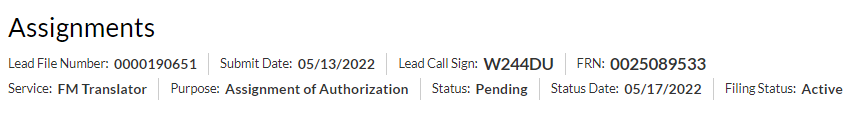 Assignments
Lead File Number: 0000190651 Submit Date: 05/13/2022 Lead Call Sign: W244DU FRN: 0025089533
Service: FM Translator Purpose: Assignment of Authorization Status: Pending Status Date: 05/17/2022 Filing Status: Active